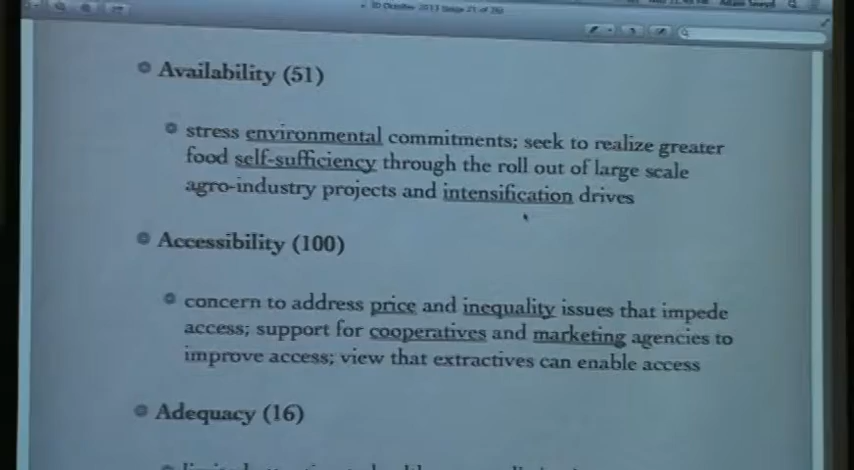 Availability (51)
stress environmental commitments; seek to realize greater
food self-sufficiency through the roll out of large scale
agro-industry projects and intensification drives
Accessibility (100)
concern to address price and inequality issues that impede
access; support for cooperatives and marketing agencies to
improve access; view that extractives can enable access
Adequacy (16)